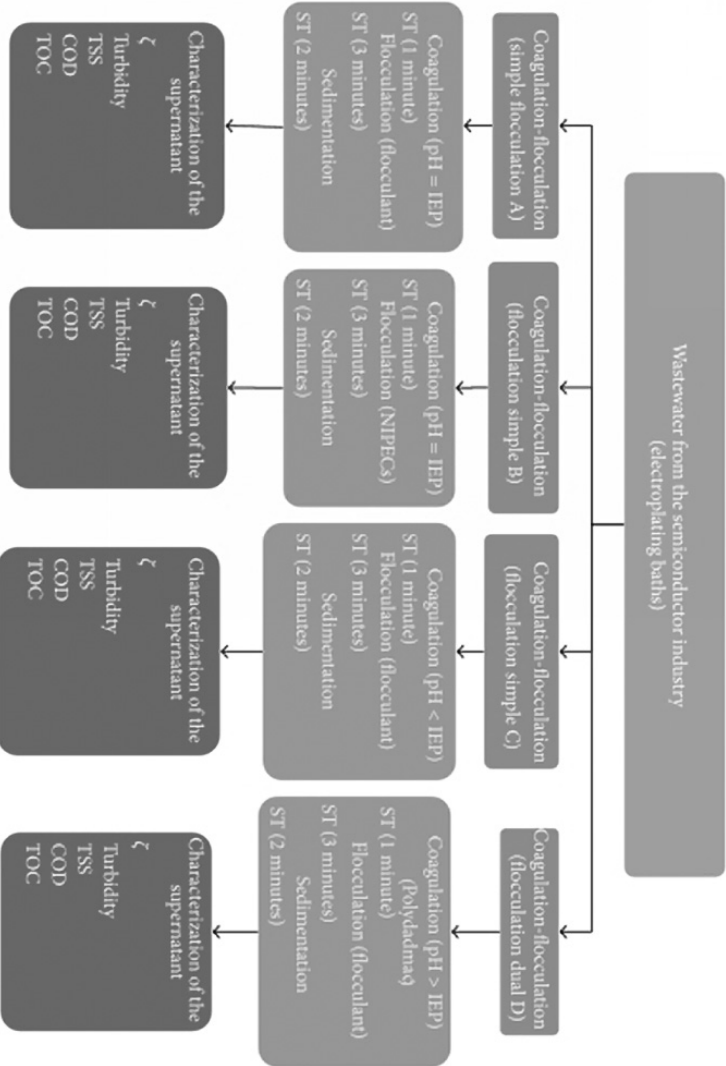 Wastewater from the semiconductor industry
(electroplating baths)
Coagulation-flocculation
(simple flocculation A)
Coagulation (pH = IEP)
ST (1 minute)
Flocculation (flocculant)
ST (3 minutes)
Sedimentation
ST (2 minutes)
Characterization of the
supernatant
ζ
Turbidity
TSS
COD
TOC
Coagulation-flocculation
(flocculation simple B)
Coagulation (pH = IEP)
ST (1 minute)
Flocculation (NIPECs)
ST (3 minutes)
Sedimentation
ST (2 minutes)
Characterization of the
supernatant
ζ
Turbidity
TSS
COD
TOC
Coagulation-flocculation
(flocculation simple C)
Coagulation (pH < IEP)
ST (1 minute)
Flocculation (flocculant)
ST (3 minutes)
Sedimentation
ST (2 minutes)
Characterization of the
supernatant
ζ
Turbidity
TSS
COD
TOC
Coagulation-flocculation
(flocculation dual D)
Coagulation (pH > IEP)
(Polydadmac)
ST (1 minute)
Flocculation (flocculant)
ST (3 minutes)
Sedimentation
ST (2 minutes)
Characterization of the
supernatant
ζ
Turbidity
TSS
COD
TOC